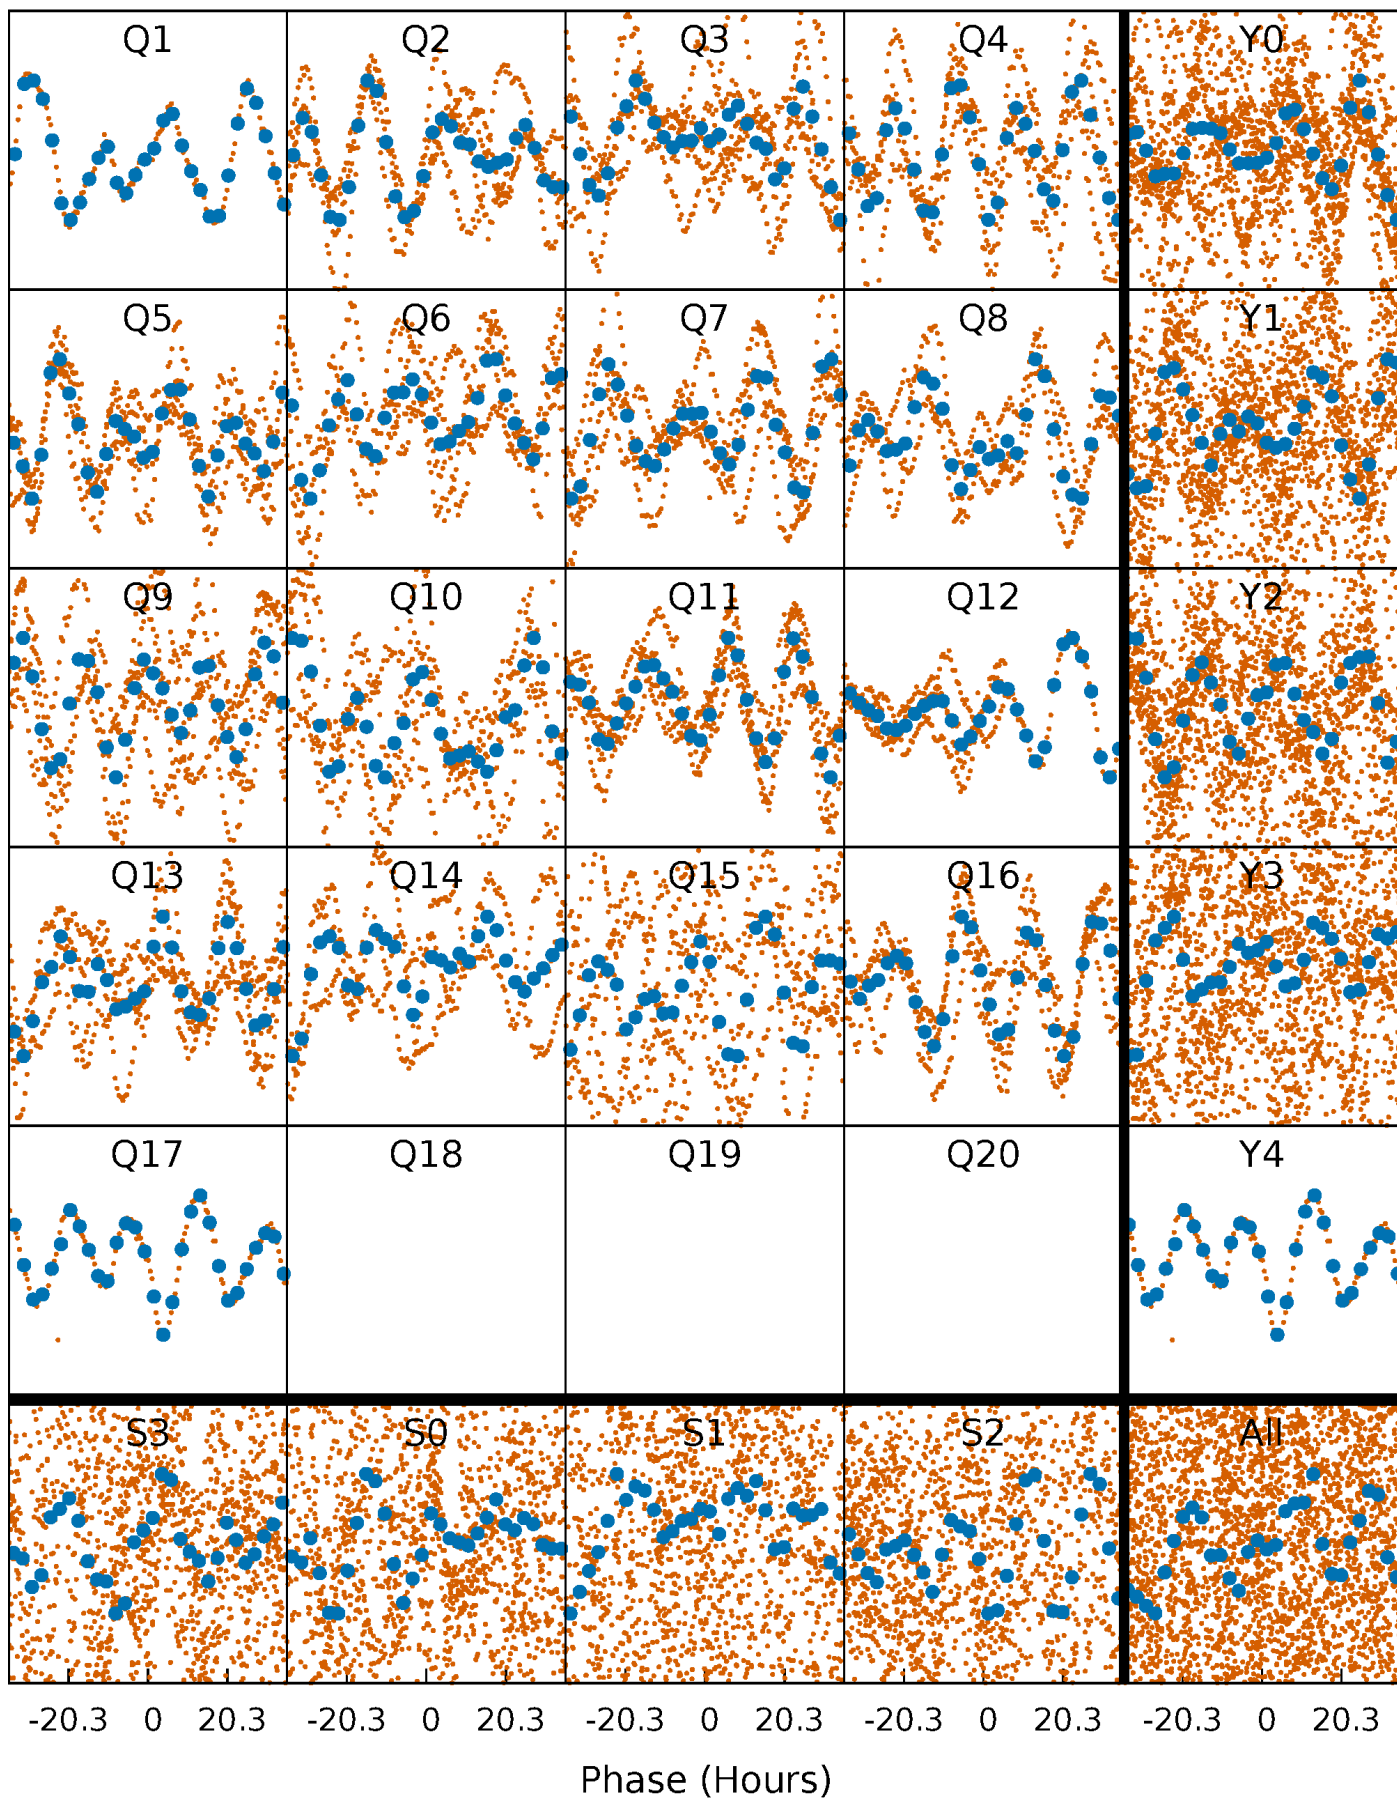 Q1 Q2 Q3 Q4 Y0
Q5 Q6 Q7 Q8 Y1
Q9 Q10 Q11 Q12 Y2
Q13 Q14 Q15 Q16 Y3
Q17 Q18 Q19 Q20 Y4
S3 S0 S1 S2 All
-20.3 0 20.3 -20.3 0 20.3 -20.3 0 20.3 -20.3 0 20.3 -20.3 0 20.3
Phase (Hours)